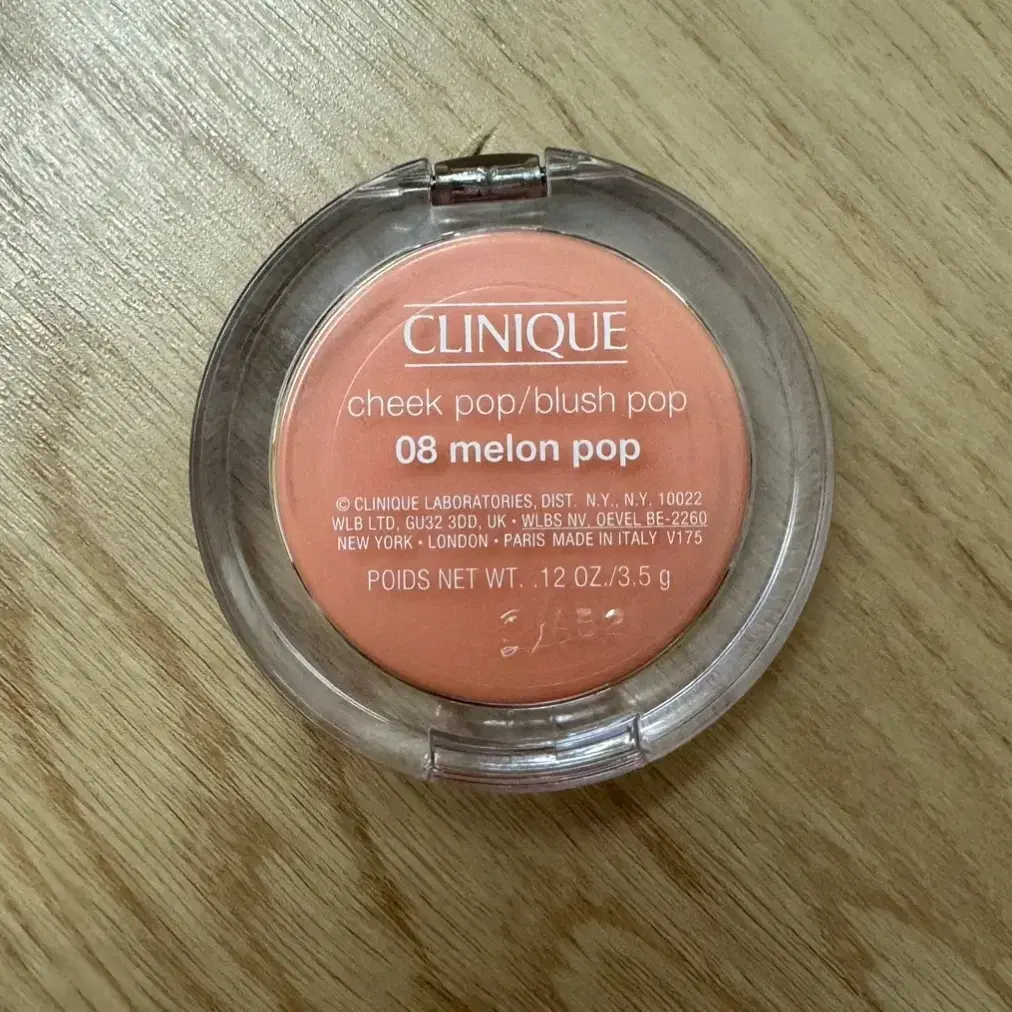 CLINIQUE
cheek pop/blush pop
08 melon pop
© CLINIQUE LABORATORIES, DIST. N.Y., N.Y. 10022
WLB LTD, GU32 3DD, UK • WLBS NV, OEVEL BE-2260
NEW YORK • LONDON • PARIS MADE IN ITALY V175
POIDS NET WT. .12 OZ./3.5 g